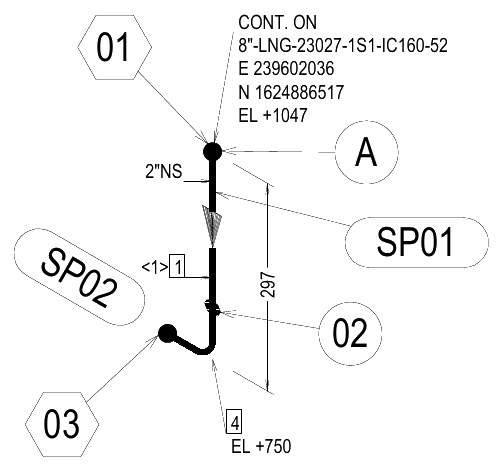 CONT. ON
01
8"-LNG-23027-1S1-IC160-52
E 239602036
N 1624886517
EL +1047
A
2"NS
SP01
SP02
<1> 1
297
02
03
4
EL +750